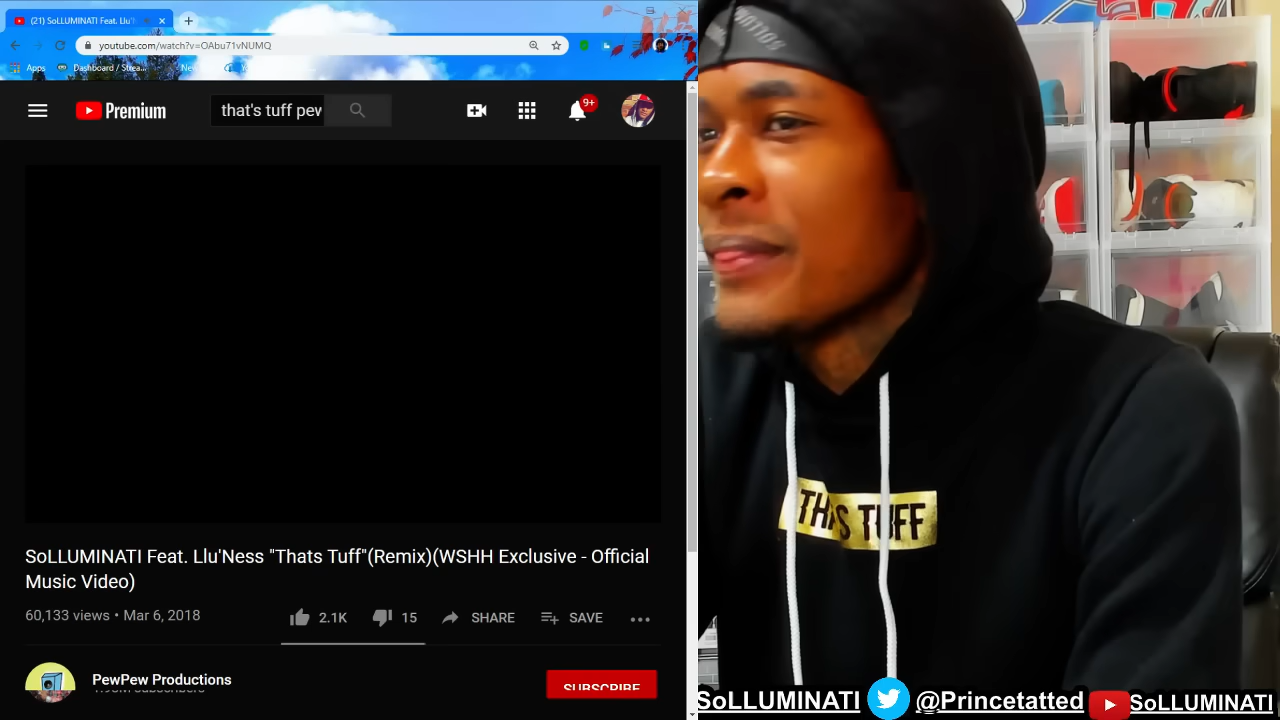 (21) SoLLUMINATI Feat. Llu'
youtube.com/watch?v=OAbu71vNUMQ
Apps
Dashboard / Strea...
Premium
that's tuff pew
9+
SoLLUMINATI Feat. Llu'Ness "Thats Tuff"(Remix)(WSHH Exclusive - Official
Music Video)
60,133 views • Mar 6, 2018
2.1K
15
SHARE
SAVE
PewPew Productions
SUBSCRIBE
THATS TUFF
SoLLUMINATI
@Princetatted
SoLLUMINATI